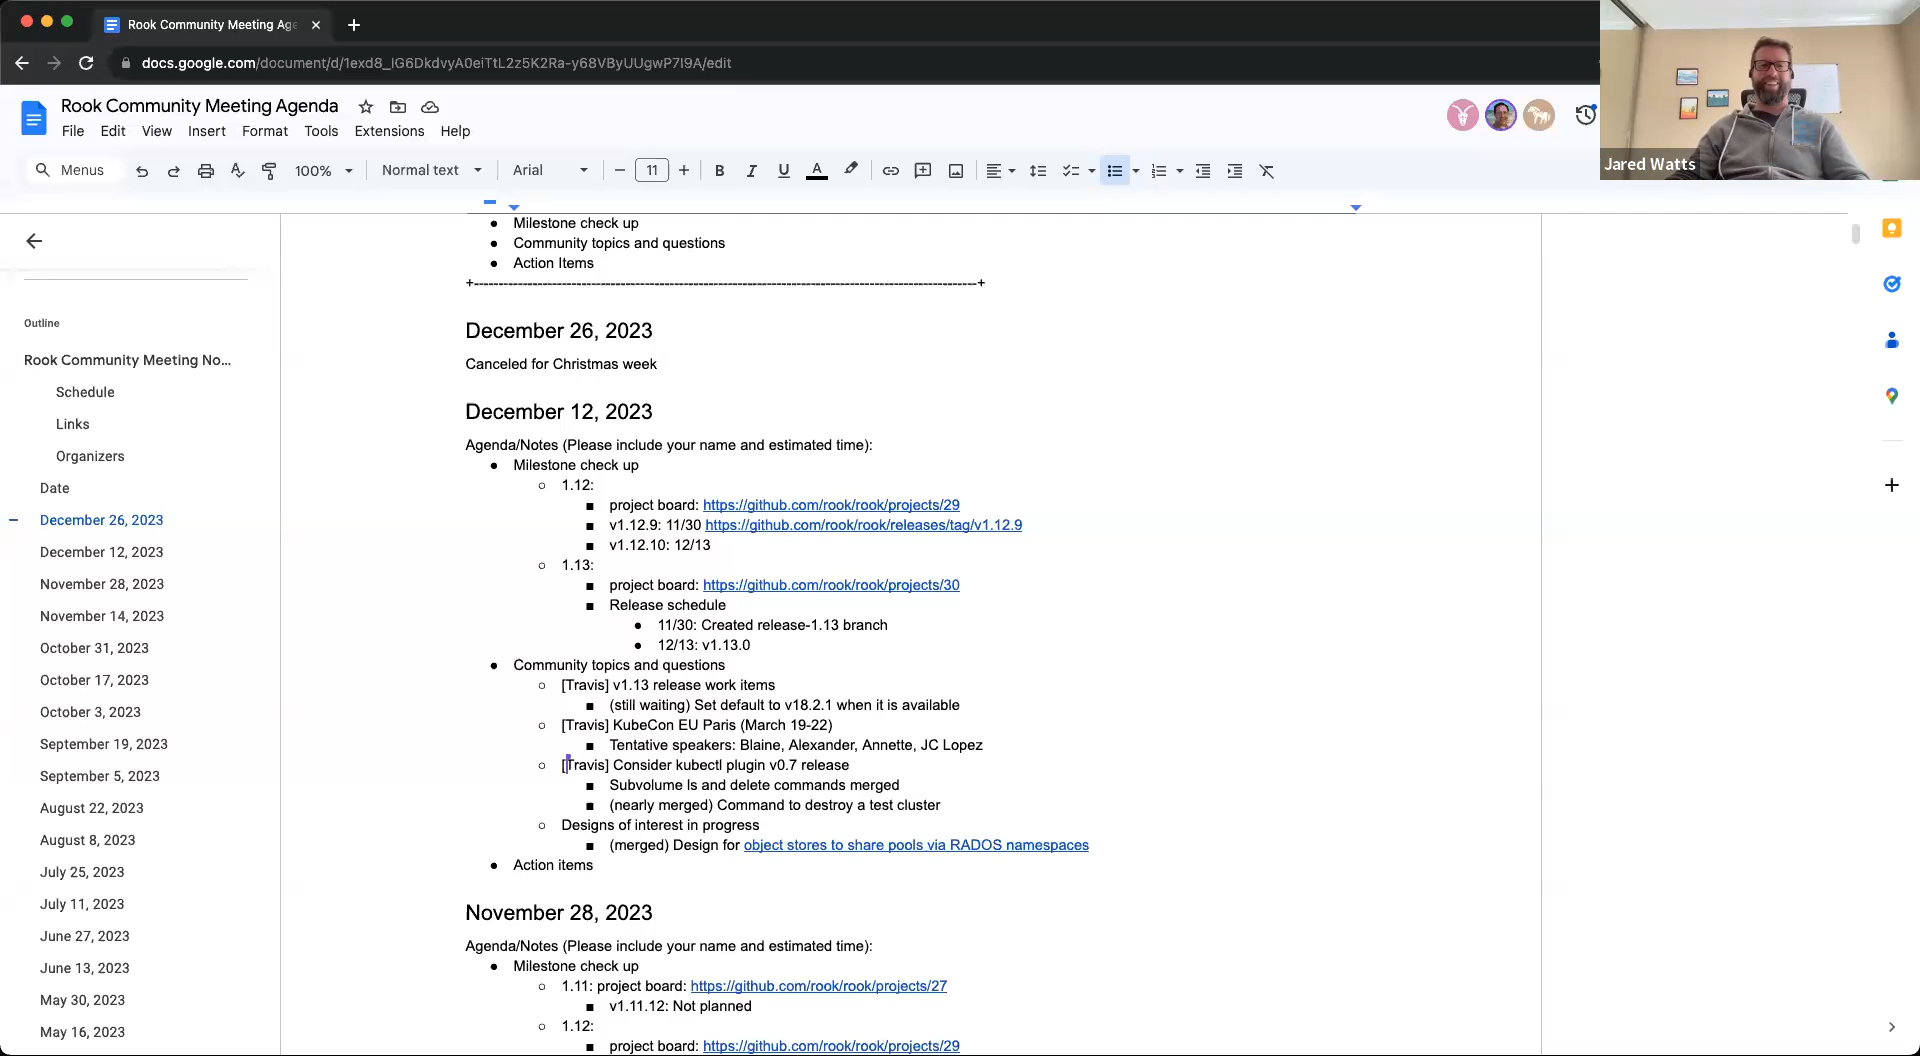 Rook Community Meeting Age
docs.google.com/document/d/1exd8_IG6DkdvyA0eiTtL2z5K2Ra-y68VByUUgwP7I9A/edit
Rook Community Meeting Agenda
File Edit View Insert Format Tools Extensions Help
Jared Watts
Menus 100% Normal text Arial 11 B I U A
Milestone check up
Community topics and questions
Action Items
+------------------------------------------------------------------------------------------------------+
Outline
Rook Community Meeting No...
Schedule
Links
Organizers
Date
December 26, 2023
December 12, 2023
November 28, 2023
November 14, 2023
October 31, 2023
October 17, 2023
October 3, 2023
September 19, 2023
September 5, 2023
August 22, 2023
August 8, 2023
July 25, 2023
July 11, 2023
June 27, 2023
June 13, 2023
May 30, 2023
May 16, 2023
December 26, 2023
Canceled for Christmas week
December 12, 2023
Agenda/Notes (Please include your name and estimated time):
Milestone check up
1.12:
project board: https://github.com/rook/rook/projects/29
v1.12.9: 11/30 https://github.com/rook/rook/releases/tag/v1.12.9
v1.12.10: 12/13
1.13:
project board: https://github.com/rook/rook/projects/30
Release schedule
11/30: Created release-1.13 branch
12/13: v1.13.0
Community topics and questions
[Travis] v1.13 release work items
(still waiting) Set default to v18.2.1 when it is available
[Travis] KubeCon EU Paris (March 19-22)
Tentative speakers: Blaine, Alexander, Annette, JC Lopez
[Travis] Consider kubectl plugin v0.7 release
Subvolume ls and delete commands merged
(nearly merged) Command to destroy a test cluster
Designs of interest in progress
(merged) Design for object stores to share pools via RADOS namespaces
Action items
November 28, 2023
Agenda/Notes (Please include your name and estimated time):
Milestone check up
1.11: project board: https://github.com/rook/rook/projects/27
v1.11.12: Not planned
1.12:
project board: https://github.com/rook/rook/projects/29